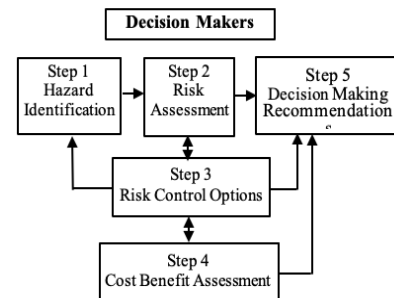 Decision Makers
Step 1
Hazard
Identification
Step 2
Risk
Assessment
Step 5
Decision Making
Recommendation
s
Step 3
Risk Control Options
Step 4
Cost Benefit Assessment